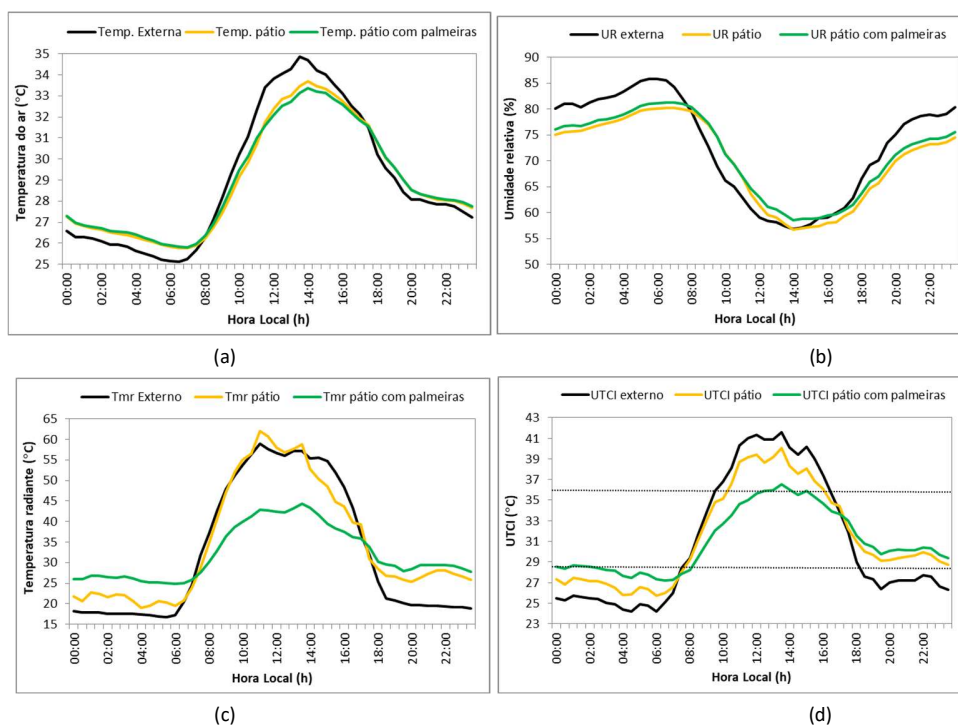 Temp. Externa Temp. pátio Temp. pátio com palmeiras
Temperatura do ar (°C)
35
34
33
32
31
30
29
28
27
26
25
00:00 02:00 04:00 06:00 08:00 10:00 12:00 14:00 16:00 18:00 20:00 22:00
Hora Local (h)
(a)
UR externa UR pátio UR pátio com palmeiras
Umidade relativa (%)
90
85
80
75
70
65
60
55
50
00:00 02:00 04:00 06:00 08:00 10:00 12:00 14:00 16:00 18:00 20:00 22:00
Hora Local (h)
(b)
Tmr Externo Tmr pátio Tmr pátio com palmeiras
Temperatura radiante (°C)
65
60
55
50
45
40
35
30
25
20
15
00:00 02:00 04:00 06:00 08:00 10:00 12:00 14:00 16:00 18:00 20:00 22:00
Hora Local (h)
(c)
UTCI externo UTCI pátio UTCI pátio com palmeiras
UTCI (°C)
43
41
39
37
35
33
31
29
27
25
23
00:00 02:00 04:00 06:00 08:00 10:00 12:00 14:00 16:00 18:00 20:00 22:00
Hora Local (h)
(d)